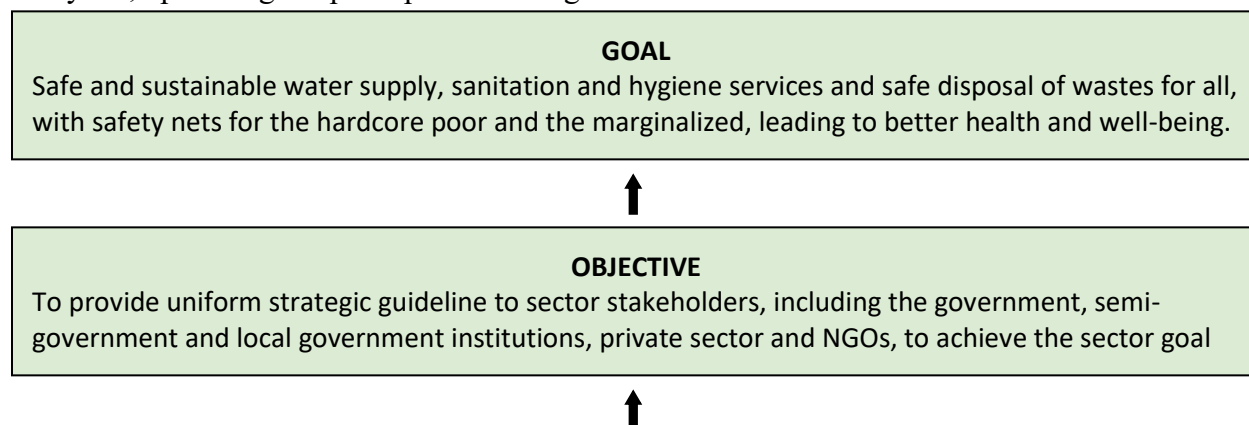 GOAL
Safe and sustainable water supply, sanitation and hygiene services and safe disposal of wastes for all,
with safety nets for the hardcore poor and the marginalized, leading to better health and well-being.
OBJECTIVE
To provide uniform strategic guideline to sector stakeholders, including the government, semi-
government and local government institutions, private sector and NGOs, to achieve the sector goal